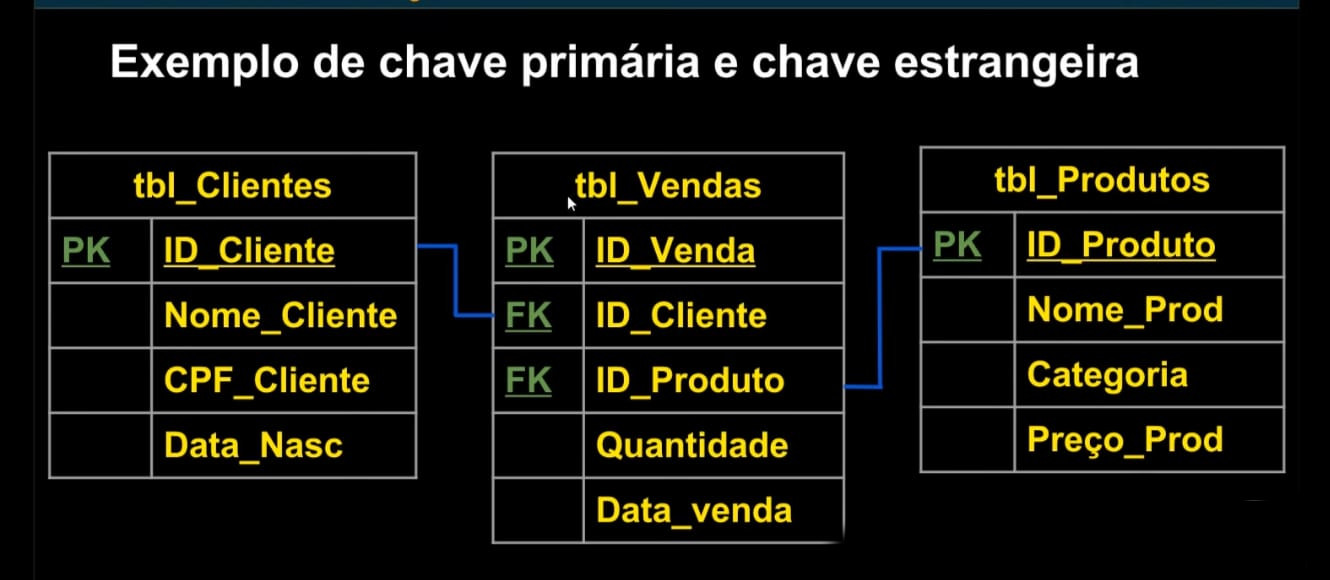 Exemplo de chave primária e chave estrangeira
tbl_Clientes
PK ID_Cliente
Nome_Cliente
CPF_Cliente
Data_Nasc
tbl_Vendas
PK ID_Venda
FK ID_Cliente
FK ID_Produto
Quantidade
Data_venda
tbl_Produtos
PK ID_Produto
Nome_Prod
Categoria
Preço_Prod